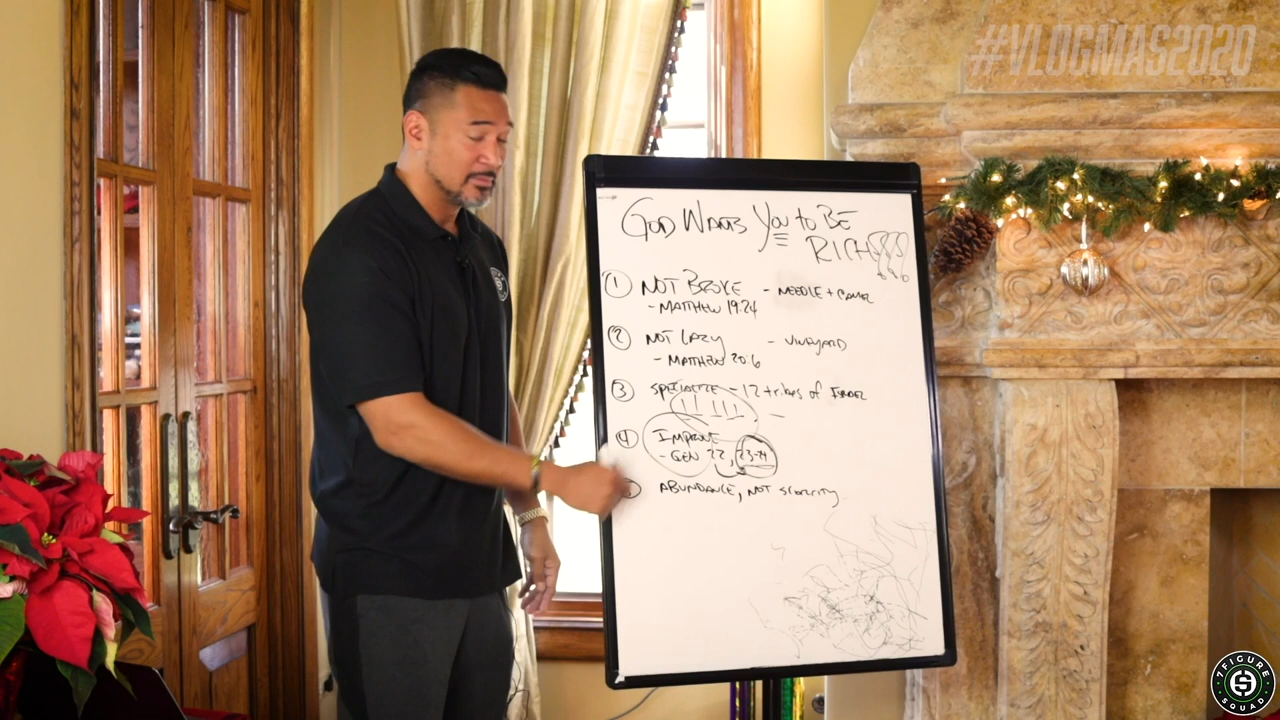 #VLOGMAS2020
GOD WANTS YOU TO BE
RICH
1 NOT BROKE - NEEDLE + CAMEL
- MATTHEW 19:24
2 NOT LAZY - VINEYARD
- MATTHEW 20:6
3 SPECIALIZE - 12 tribes of ISRAEL
4 IMPROVE
- GEN 22, 23-24
ABUNDANCE, NOT SCARCITY
7 FIGURE
SQUAD